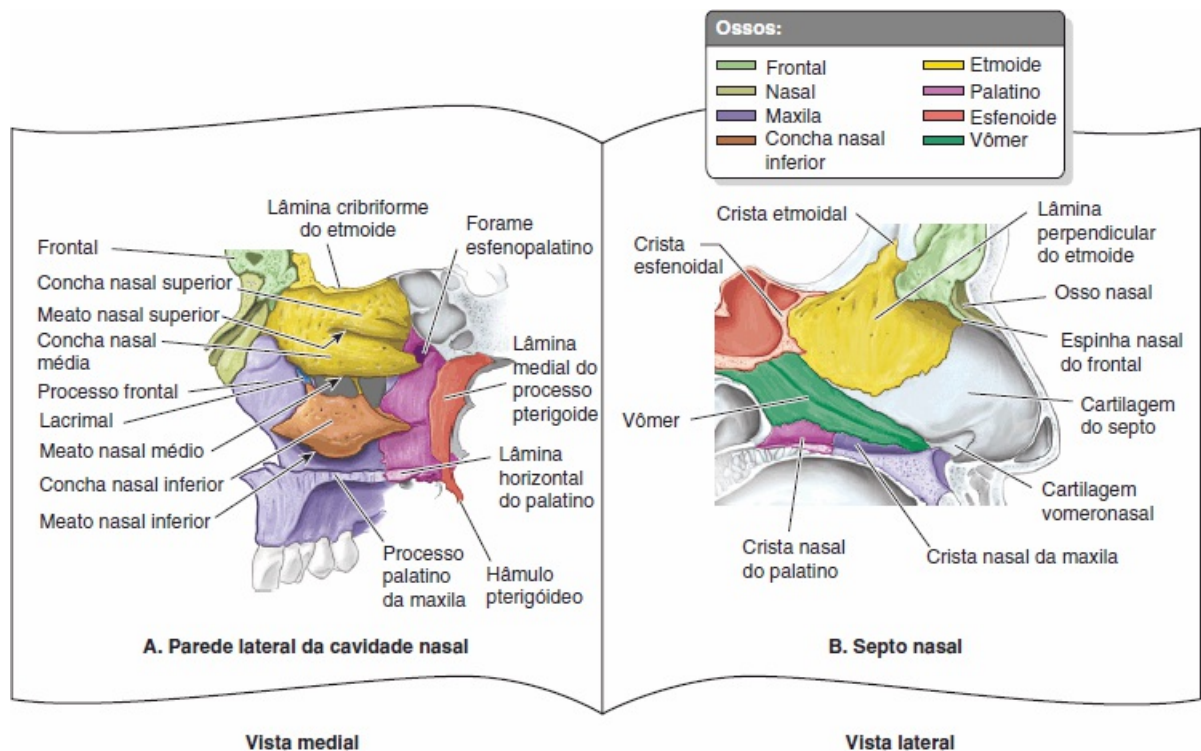 Ossos:
Frontal
Nasal
Maxila
Concha nasal
inferior
Etmoide
Palatino
Esfenoide
Vômer
Lâmina cribriforme
do etmoide
Forame
esfenopalatino
Frontal
Concha nasal superior
Meato nasal superior
Concha nasal
média
Processo frontal
Lacrimal
Meato nasal médio
Concha nasal inferior
Meato nasal inferior
Lâmina
medial do
processo
pterigoide
Lâmina
horizontal
do palatino
Processo
palatino
da maxila
Hâmulo
pterigóideo
A. Parede lateral da cavidade nasal
Vista medial
Crista etmoidal
Crista
esfenoidal
Lâmina
perpendicular
do etmoide
Osso nasal
Espinha nasal
do frontal
Vômer
Cartilagem
do septo
Cartilagem
vomeronasal
Crista nasal
do palatino
Crista nasal da maxila
B. Septo nasal
Vista lateral